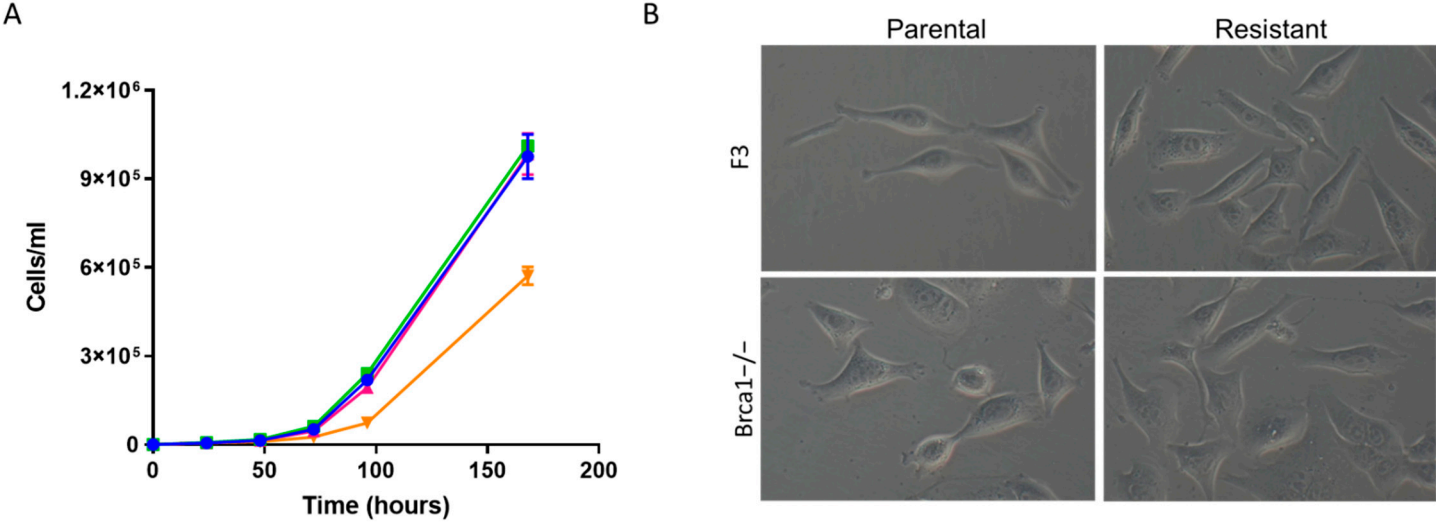 A
Cells/ml
1.2×10⁶
9×10⁵
6×10⁵
3×10⁵
0
0 50 100 150 200
Time (hours)
B
Parental Resistant
F3
Brca1−/−